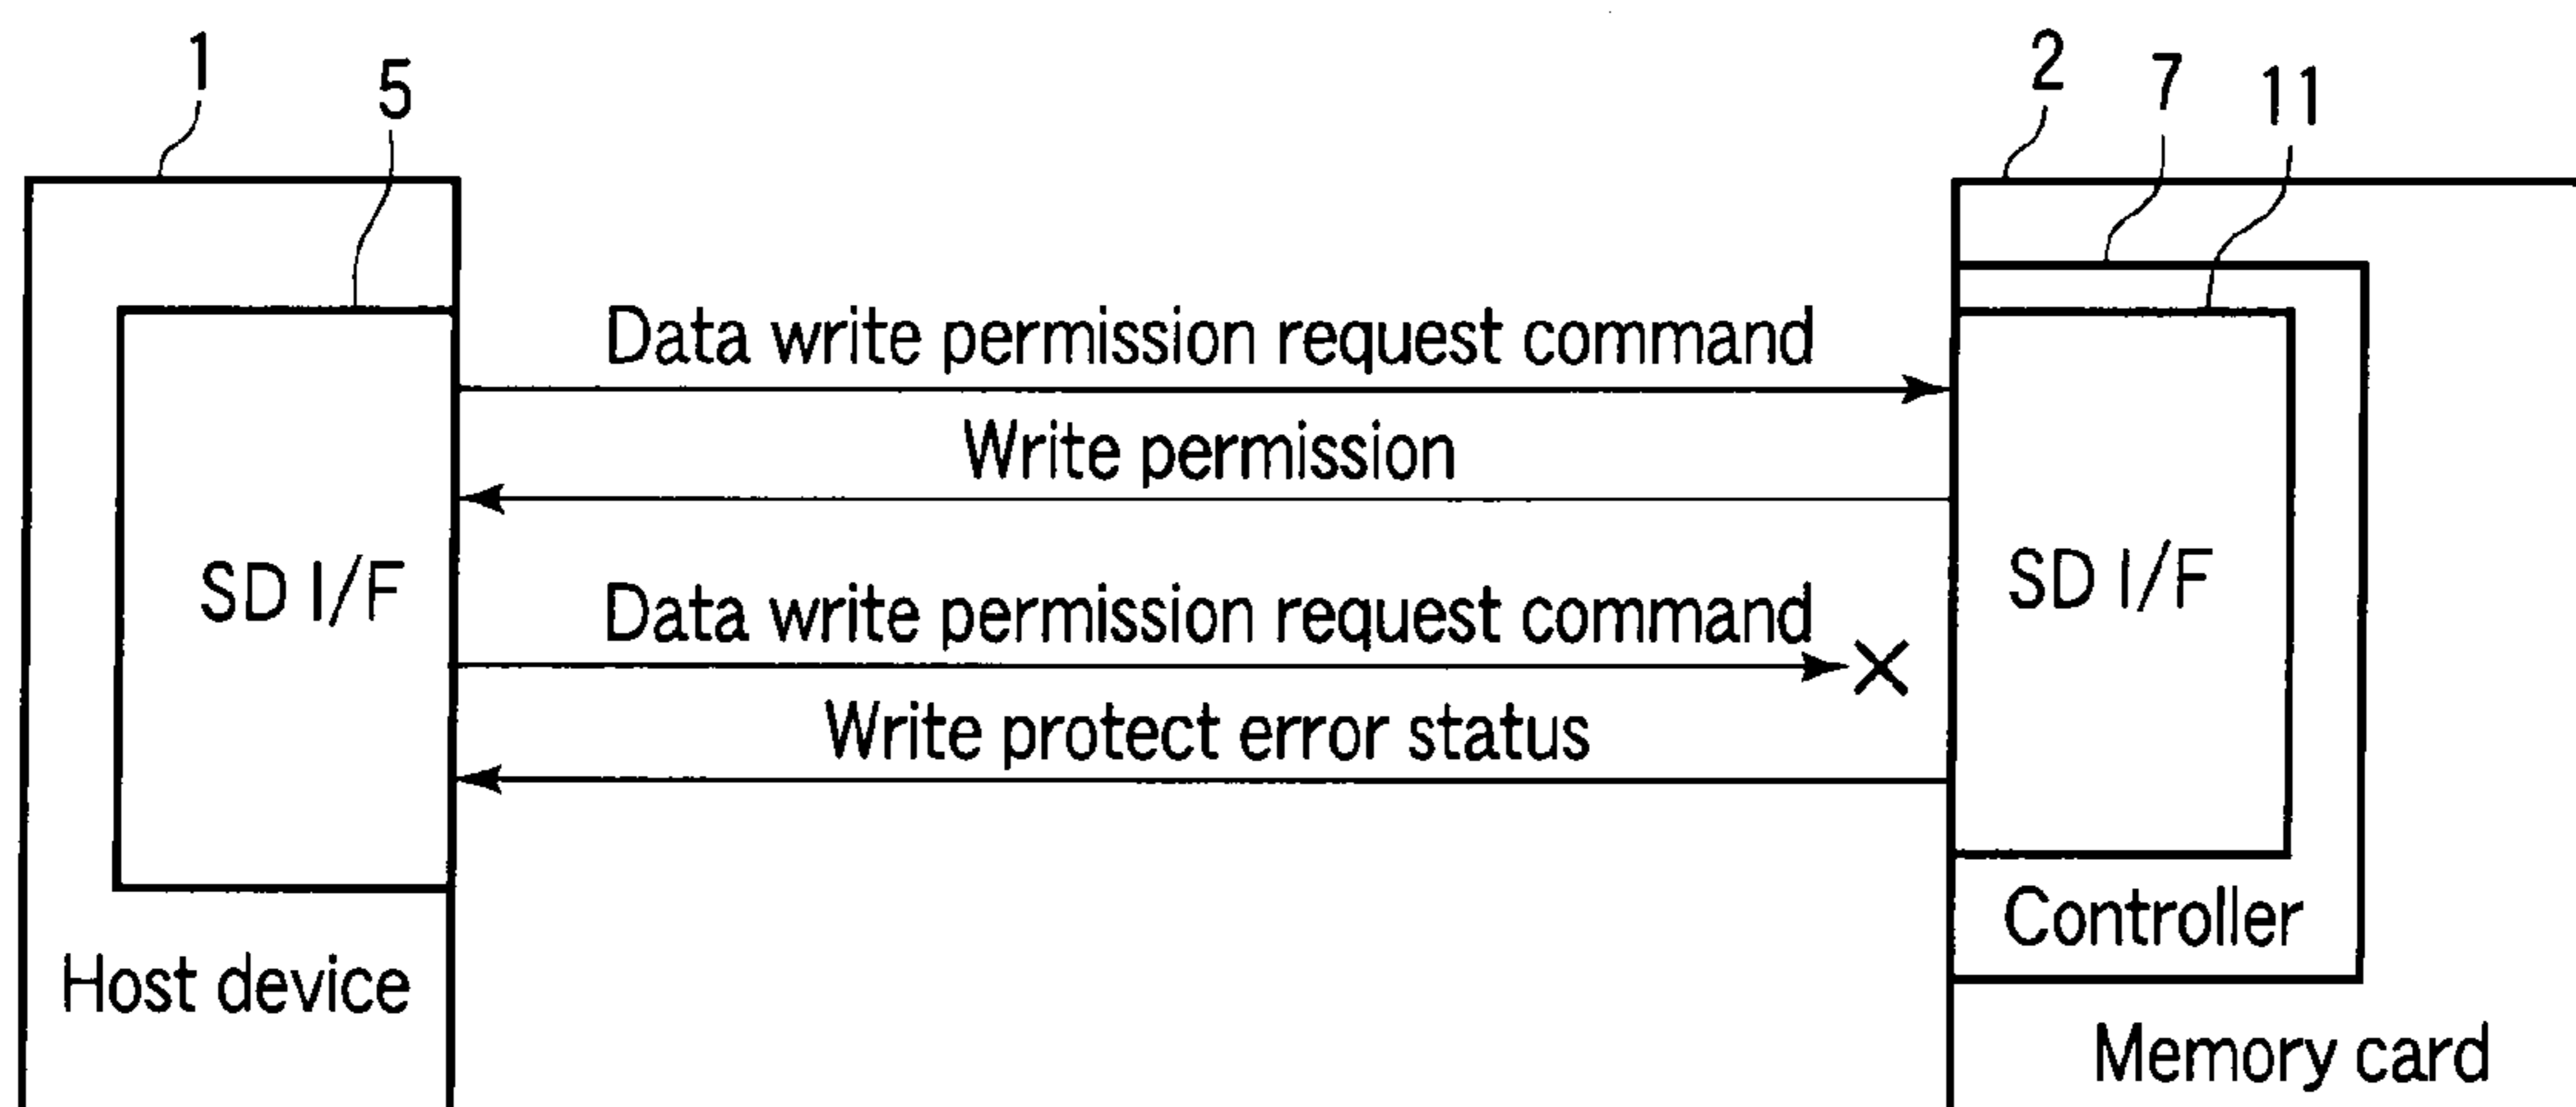 1
5
2
7
11
Data write permission request command
Write permission
SD I/F
SD I/F
Data write permission request command
Write protect error status
Controller
Host device
Memory card